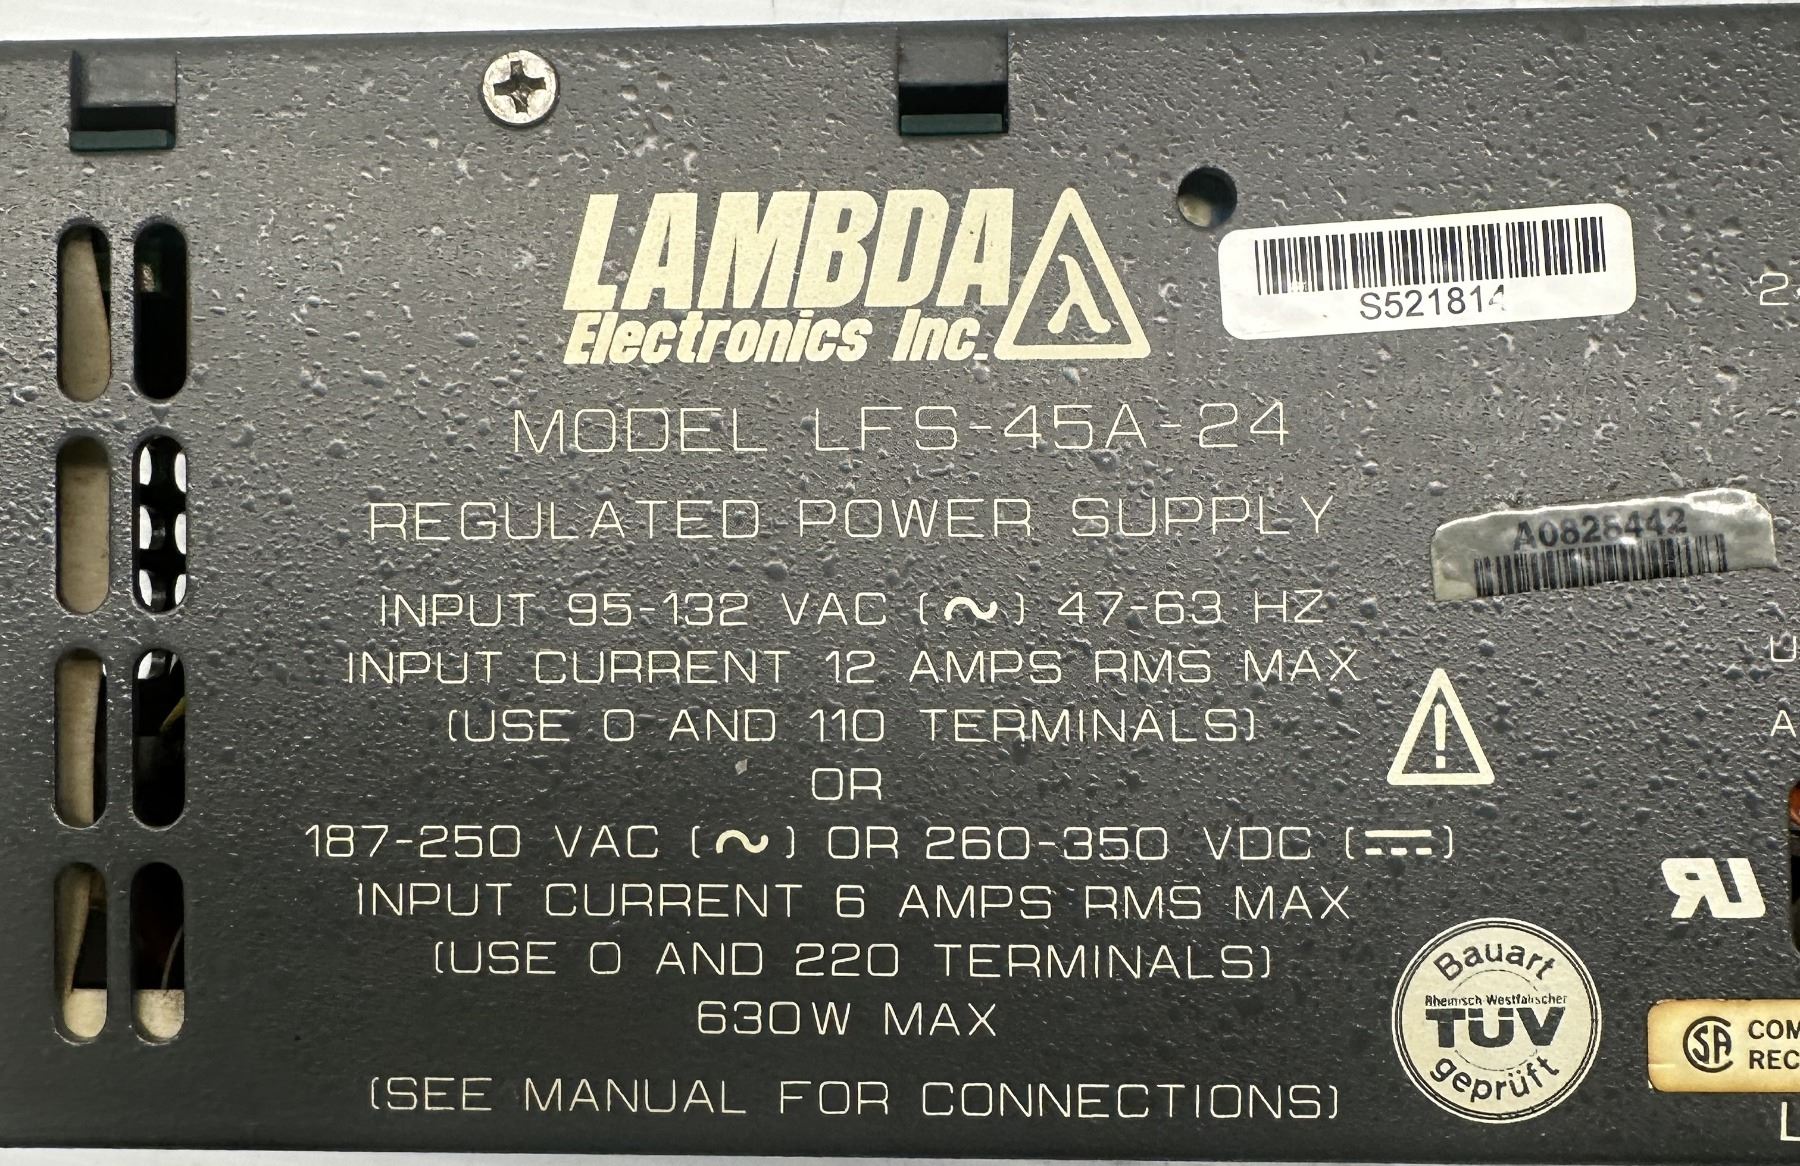 LAMBDA
Electronics Inc.
λ
S521814
MODEL LFS-45A-24
REGULATED POWER SUPPLY
A0828442
INPUT 95-132 VAC (~) 47-63 HZ
INPUT CURRENT 12 AMPS RMS MAX
(USE 0 AND 110 TERMINALS)
!
OR
187-250 VAC (~) OR 260-350 VDC (⎓)
INPUT CURRENT 6 AMPS RMS MAX
(USE 0 AND 220 TERMINALS)
630W MAX
(SEE MANUAL FOR CONNECTIONS)
Bauart
Rheinisch-Westfälischer
TÜV
geprüft